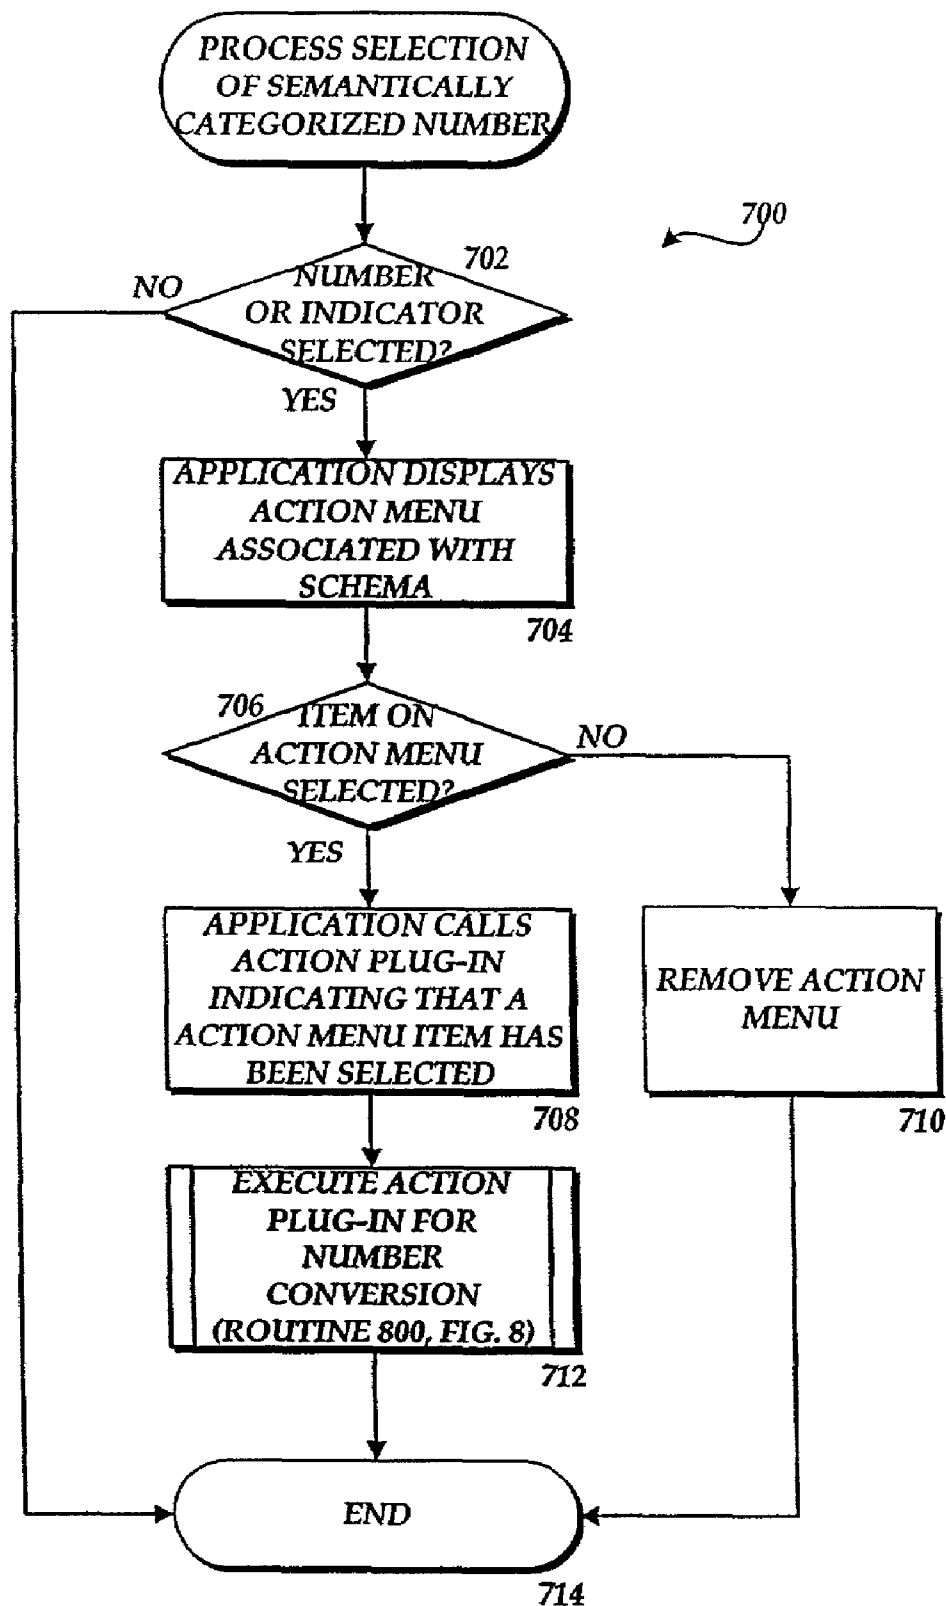 PROCESS SELECTION
OF SEMANTICALLY
CATEGORIZED NUMBER
700
702
NO
NUMBER
OR INDICATOR
SELECTED?
YES
APPLICATION DISPLAYS
ACTION MENU
ASSOCIATED WITH
SCHEMA
704
706
ITEM ON
ACTION MENU
SELECTED?
NO
YES
APPLICATION CALLS
ACTION PLUG-IN
INDICATING THAT A
ACTION MENU ITEM HAS
BEEN SELECTED
708
REMOVE ACTION
MENU
710
EXECUTE ACTION
PLUG-IN FOR
NUMBER
CONVERSION
(ROUTINE 800, FIG. 8)
712
END
714